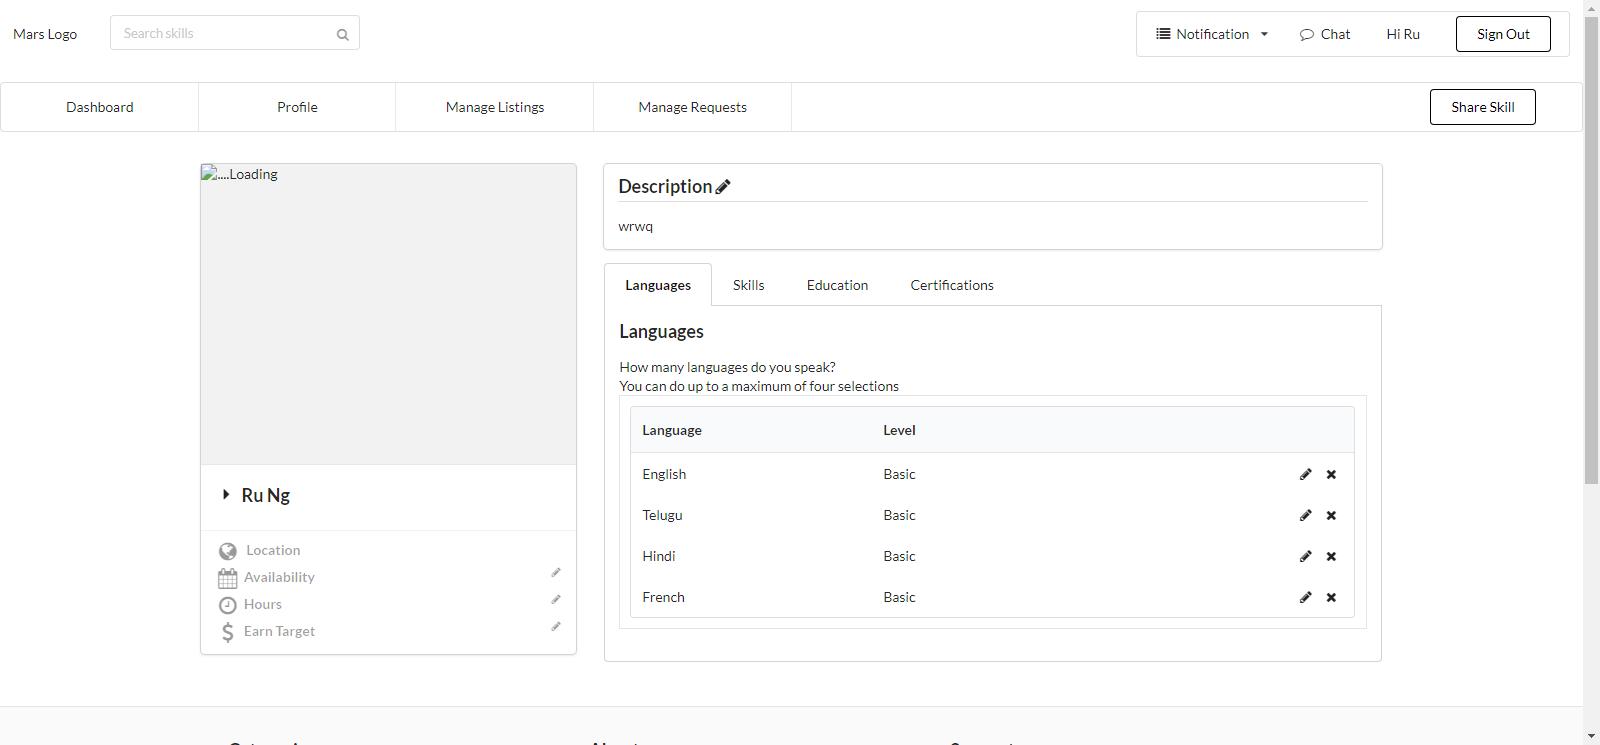 Mars Logo
Search skills
Notification
Chat
Hi Ru
Sign Out
Dashboard
Profile
Manage Listings
Manage Requests
Share Skill
....Loading
Ru Ng
Location
Availability
Hours
Earn Target
Description
wrwq
Languages
Skills
Education
Certifications
Languages
How many languages do you speak?
You can do up to a maximum of four selections
Language Level
English Basic
Telugu Basic
Hindi Basic
French Basic